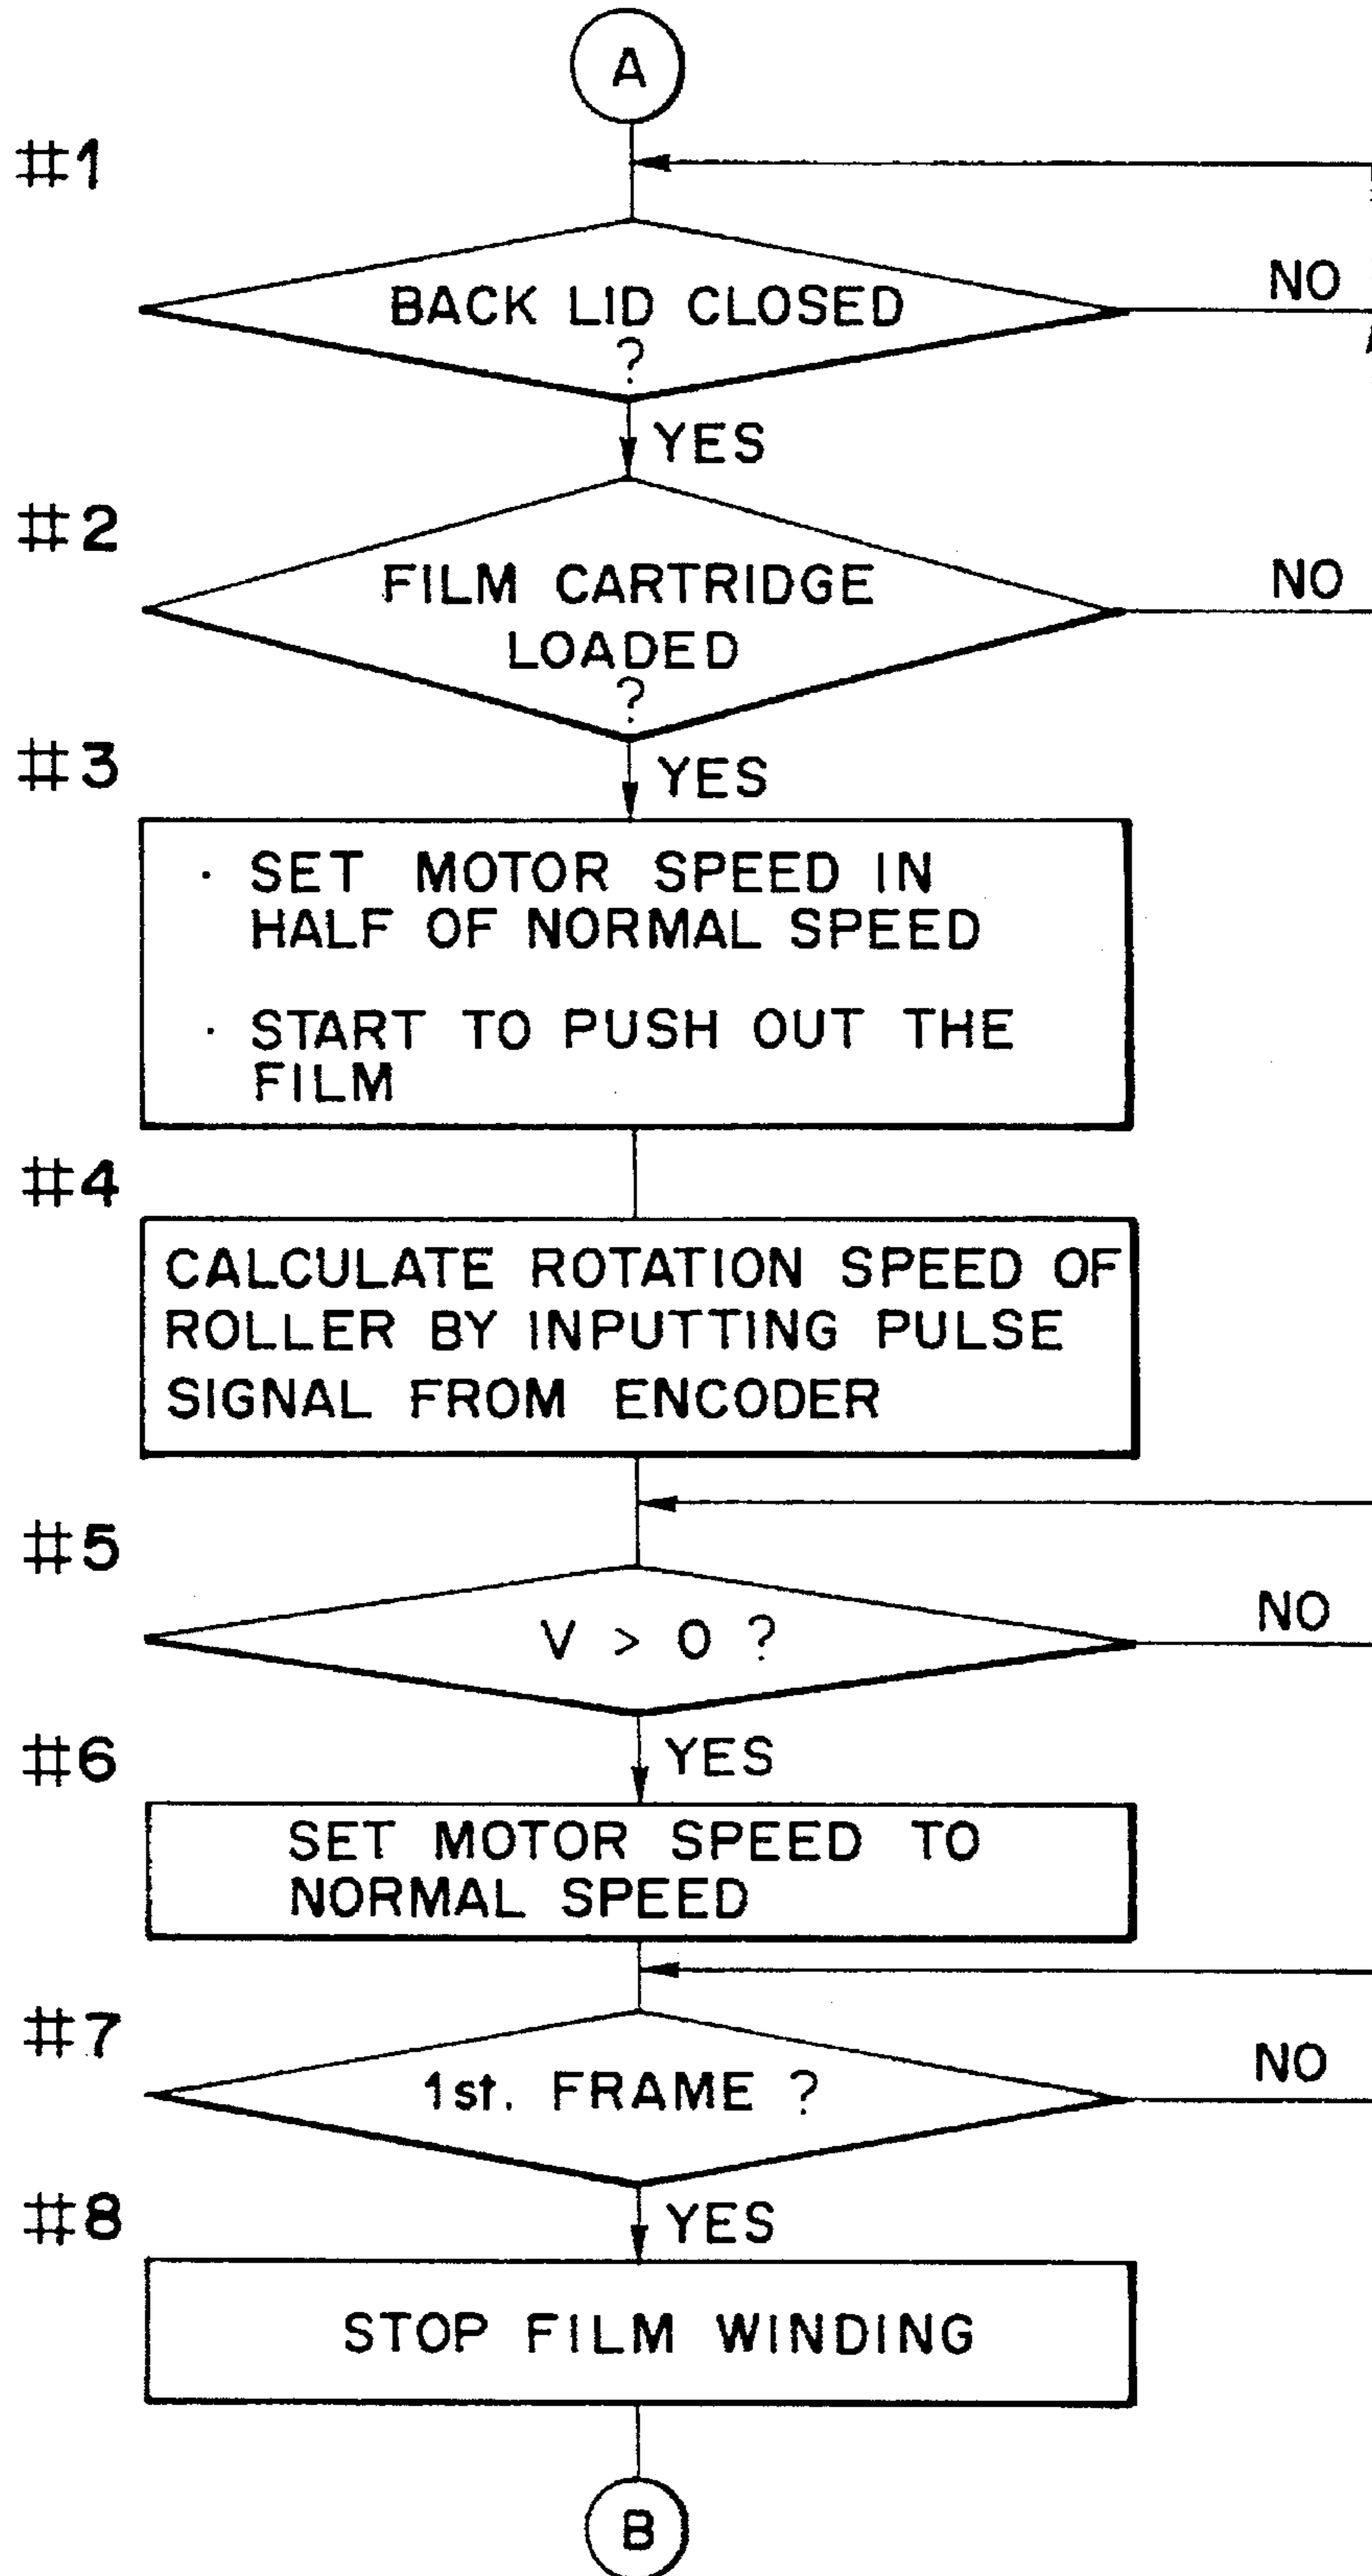 A
#1
BACK LID CLOSED
?
NO
YES
#2
FILM CARTRIDGE
LOADED
?
NO
YES
#3
· SET MOTOR SPEED IN
HALF OF NORMAL SPEED
· START TO PUSH OUT THE
FILM
#4
CALCULATE ROTATION SPEED OF
ROLLER BY INPUTTING PULSE
SIGNAL FROM ENCODER
#5
V > 0 ?
NO
YES
#6
SET MOTOR SPEED TO
NORMAL SPEED
#7
1st. FRAME ?
NO
YES
#8
STOP FILM WINDING
B